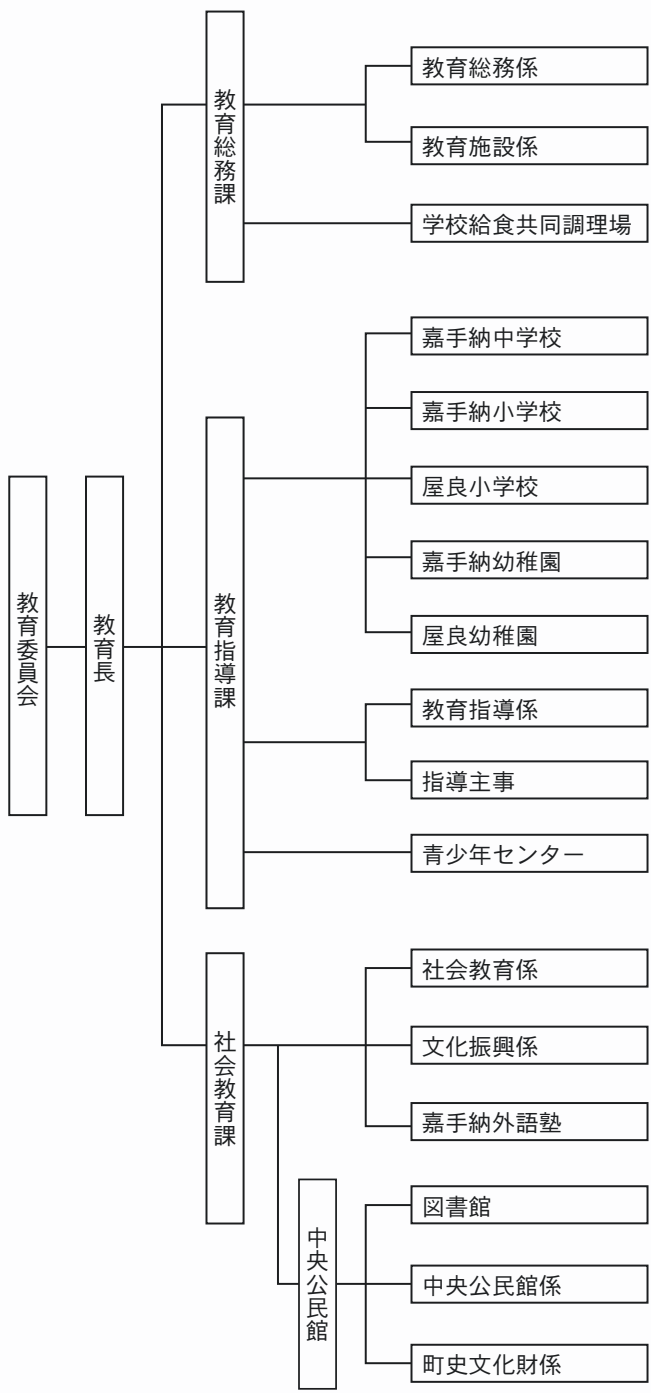 教育委員会
教育長
教育総務課
教育総務係
教育施設係
学校給食共同調理場
教育指導課
嘉手納中学校
嘉手納小学校
屋良小学校
嘉手納幼稚園
屋良幼稚園
教育指導係
指導主事
青少年センター
社会教育課
社会教育係
文化振興係
嘉手納外語塾
中央公民館
図書館
中央公民館係
町史文化財係